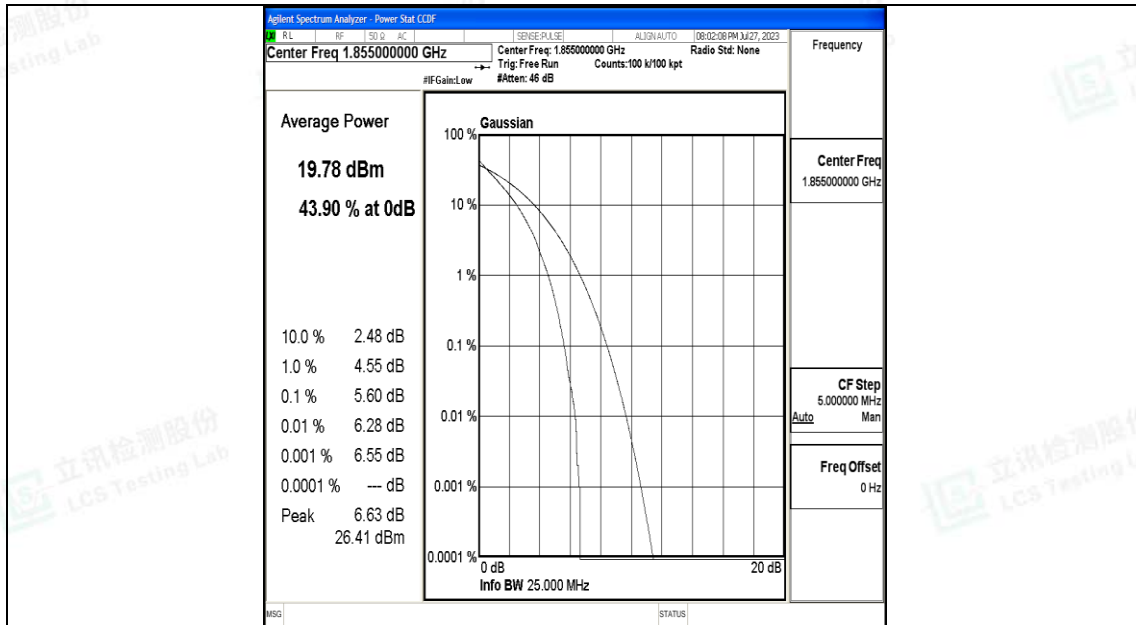 Agilent Spectrum Analyzer - Power Stat CCDF
LXI RL RF 50 Ω AC SENSE:PULSE ALIGN AUTO 08:02:08 PM Jul 27, 2023
Center Freq 1.855000000 GHz
Center Freq: 1.855000000 GHz Radio Std: None
Trig: Free Run Counts:100 k/100 kpt
#IFGain:Low #Atten: 46 dB
Frequency
Average Power
19.78 dBm
43.90 % at 0dB
10.0 % 2.48 dB
1.0 % 4.55 dB
0.1 % 5.60 dB
0.01 % 6.28 dB
0.001 % 6.55 dB
0.0001 % --- dB
Peak 6.63 dB
26.41 dBm
Gaussian
100 %
10 %
1 %
0.1 %
0.01 %
0.001 %
0.0001 %
0 dB 20 dB
Info BW 25.000 MHz
Center Freq
1.855000000 GHz
CF Step
5.000000 MHz
Auto Man
Freq Offset
0 Hz
MSG STATUS
立讯检测股份
LCS Testing Lab
立讯检测股份
LCS Testing L